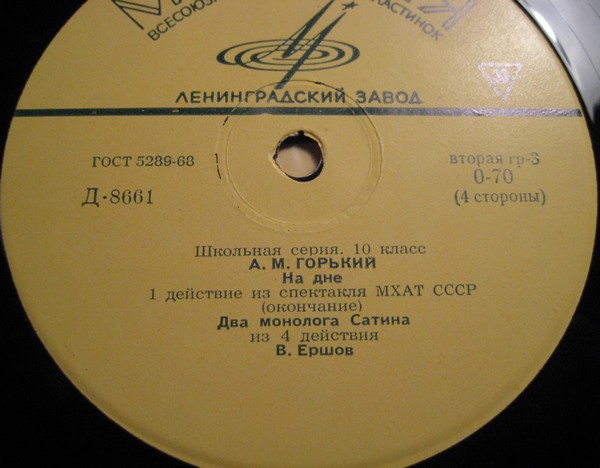 ВСЕСОЮЗ
ПЛАСТИНОК
ЛЕНИНГРАДСКИЙ ЗАВОД
33
ГОСТ 5289-68
Д-8661
вторая гр-З
0-70
(4 стороны)
Школьная серия. 10 класс
А. М. ГОРЬКИЙ
На дне
1 действие из спектакля МХАТ СССР
(окончание)
Два монолога Сатина
из 4 действия
В. Ершов